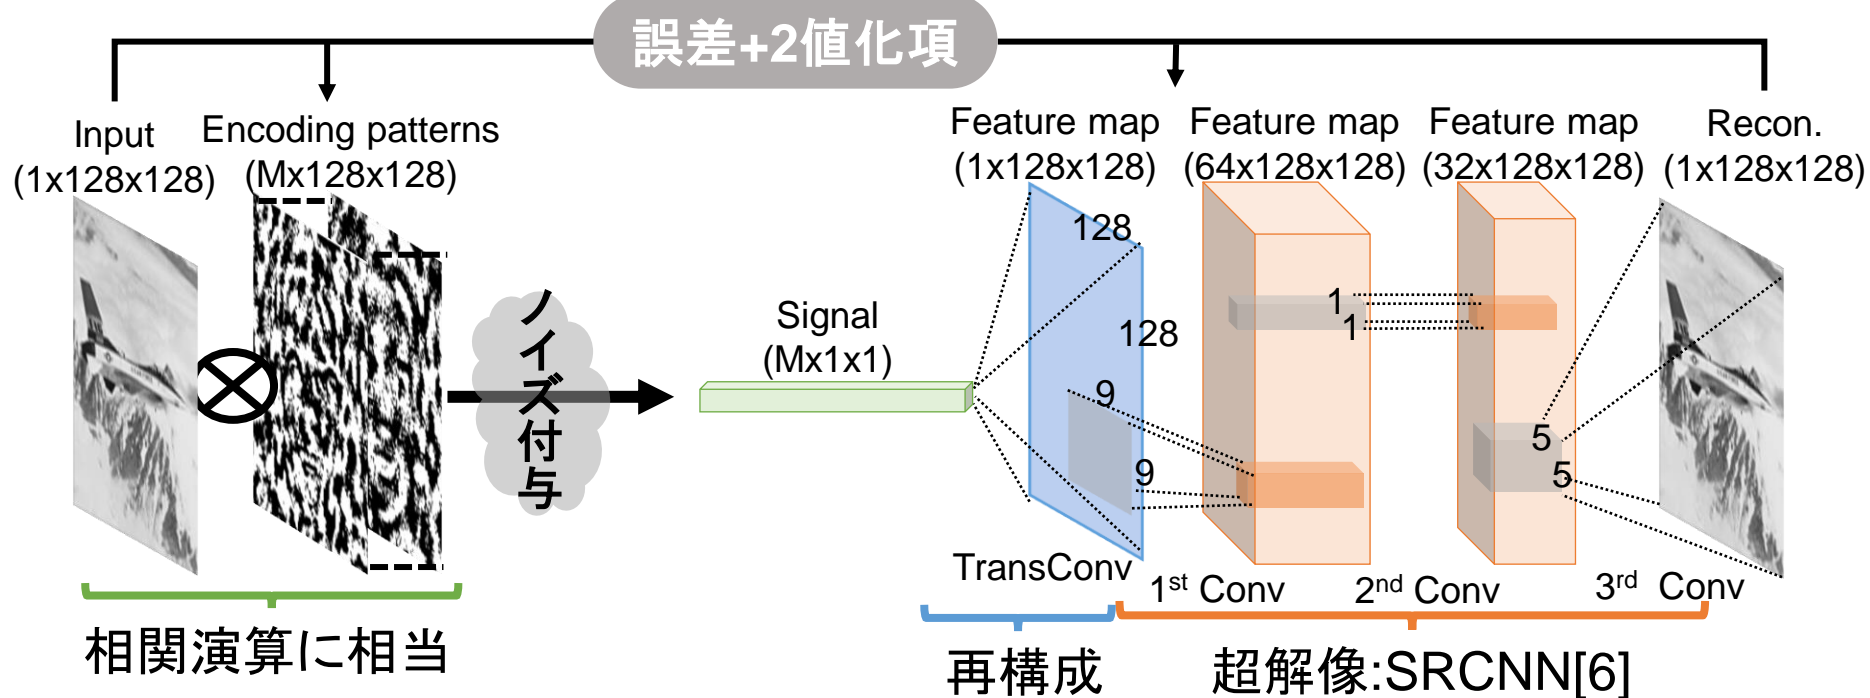 誤差+2値化項
Input
(1x128x128)
Encoding patterns
(Mx128x128)
ノイズ付与
Signal
(Mx1x1)
Feature map
(1x128x128)
Feature map
(64x128x128)
Feature map
(32x128x128)
Recon.
(1x128x128)
128
128
9
9
1
1
5
5
TransConv
1st Conv
2nd Conv
3rd Conv
相関演算に相当
再構成
超解像:SRCNN[6]